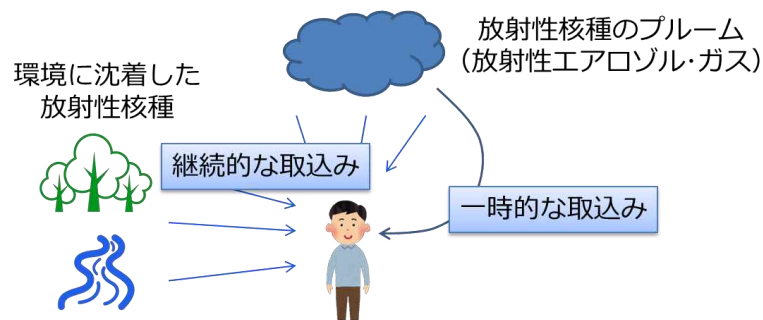 放射性核種のプルーム
（放射性エアロゾル･ガス）
環境に沈着した
放射性核種
継続的な取込み
一時的な取込み